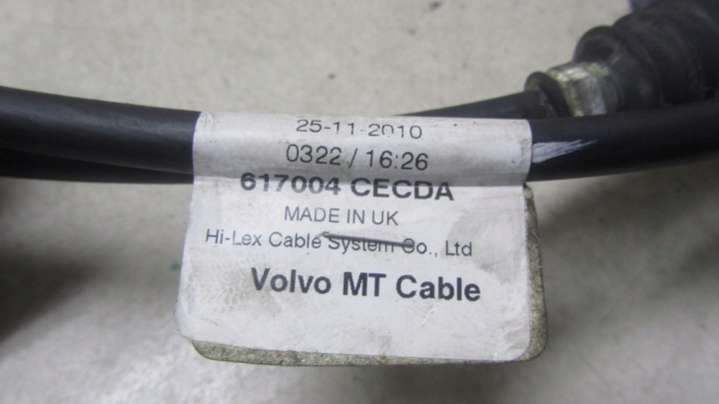 25-11-2010
0322 / 16:26
617004 CECDA
MADE IN UK
Hi-Lex Cable System Co., Ltd
Volvo MT Cable